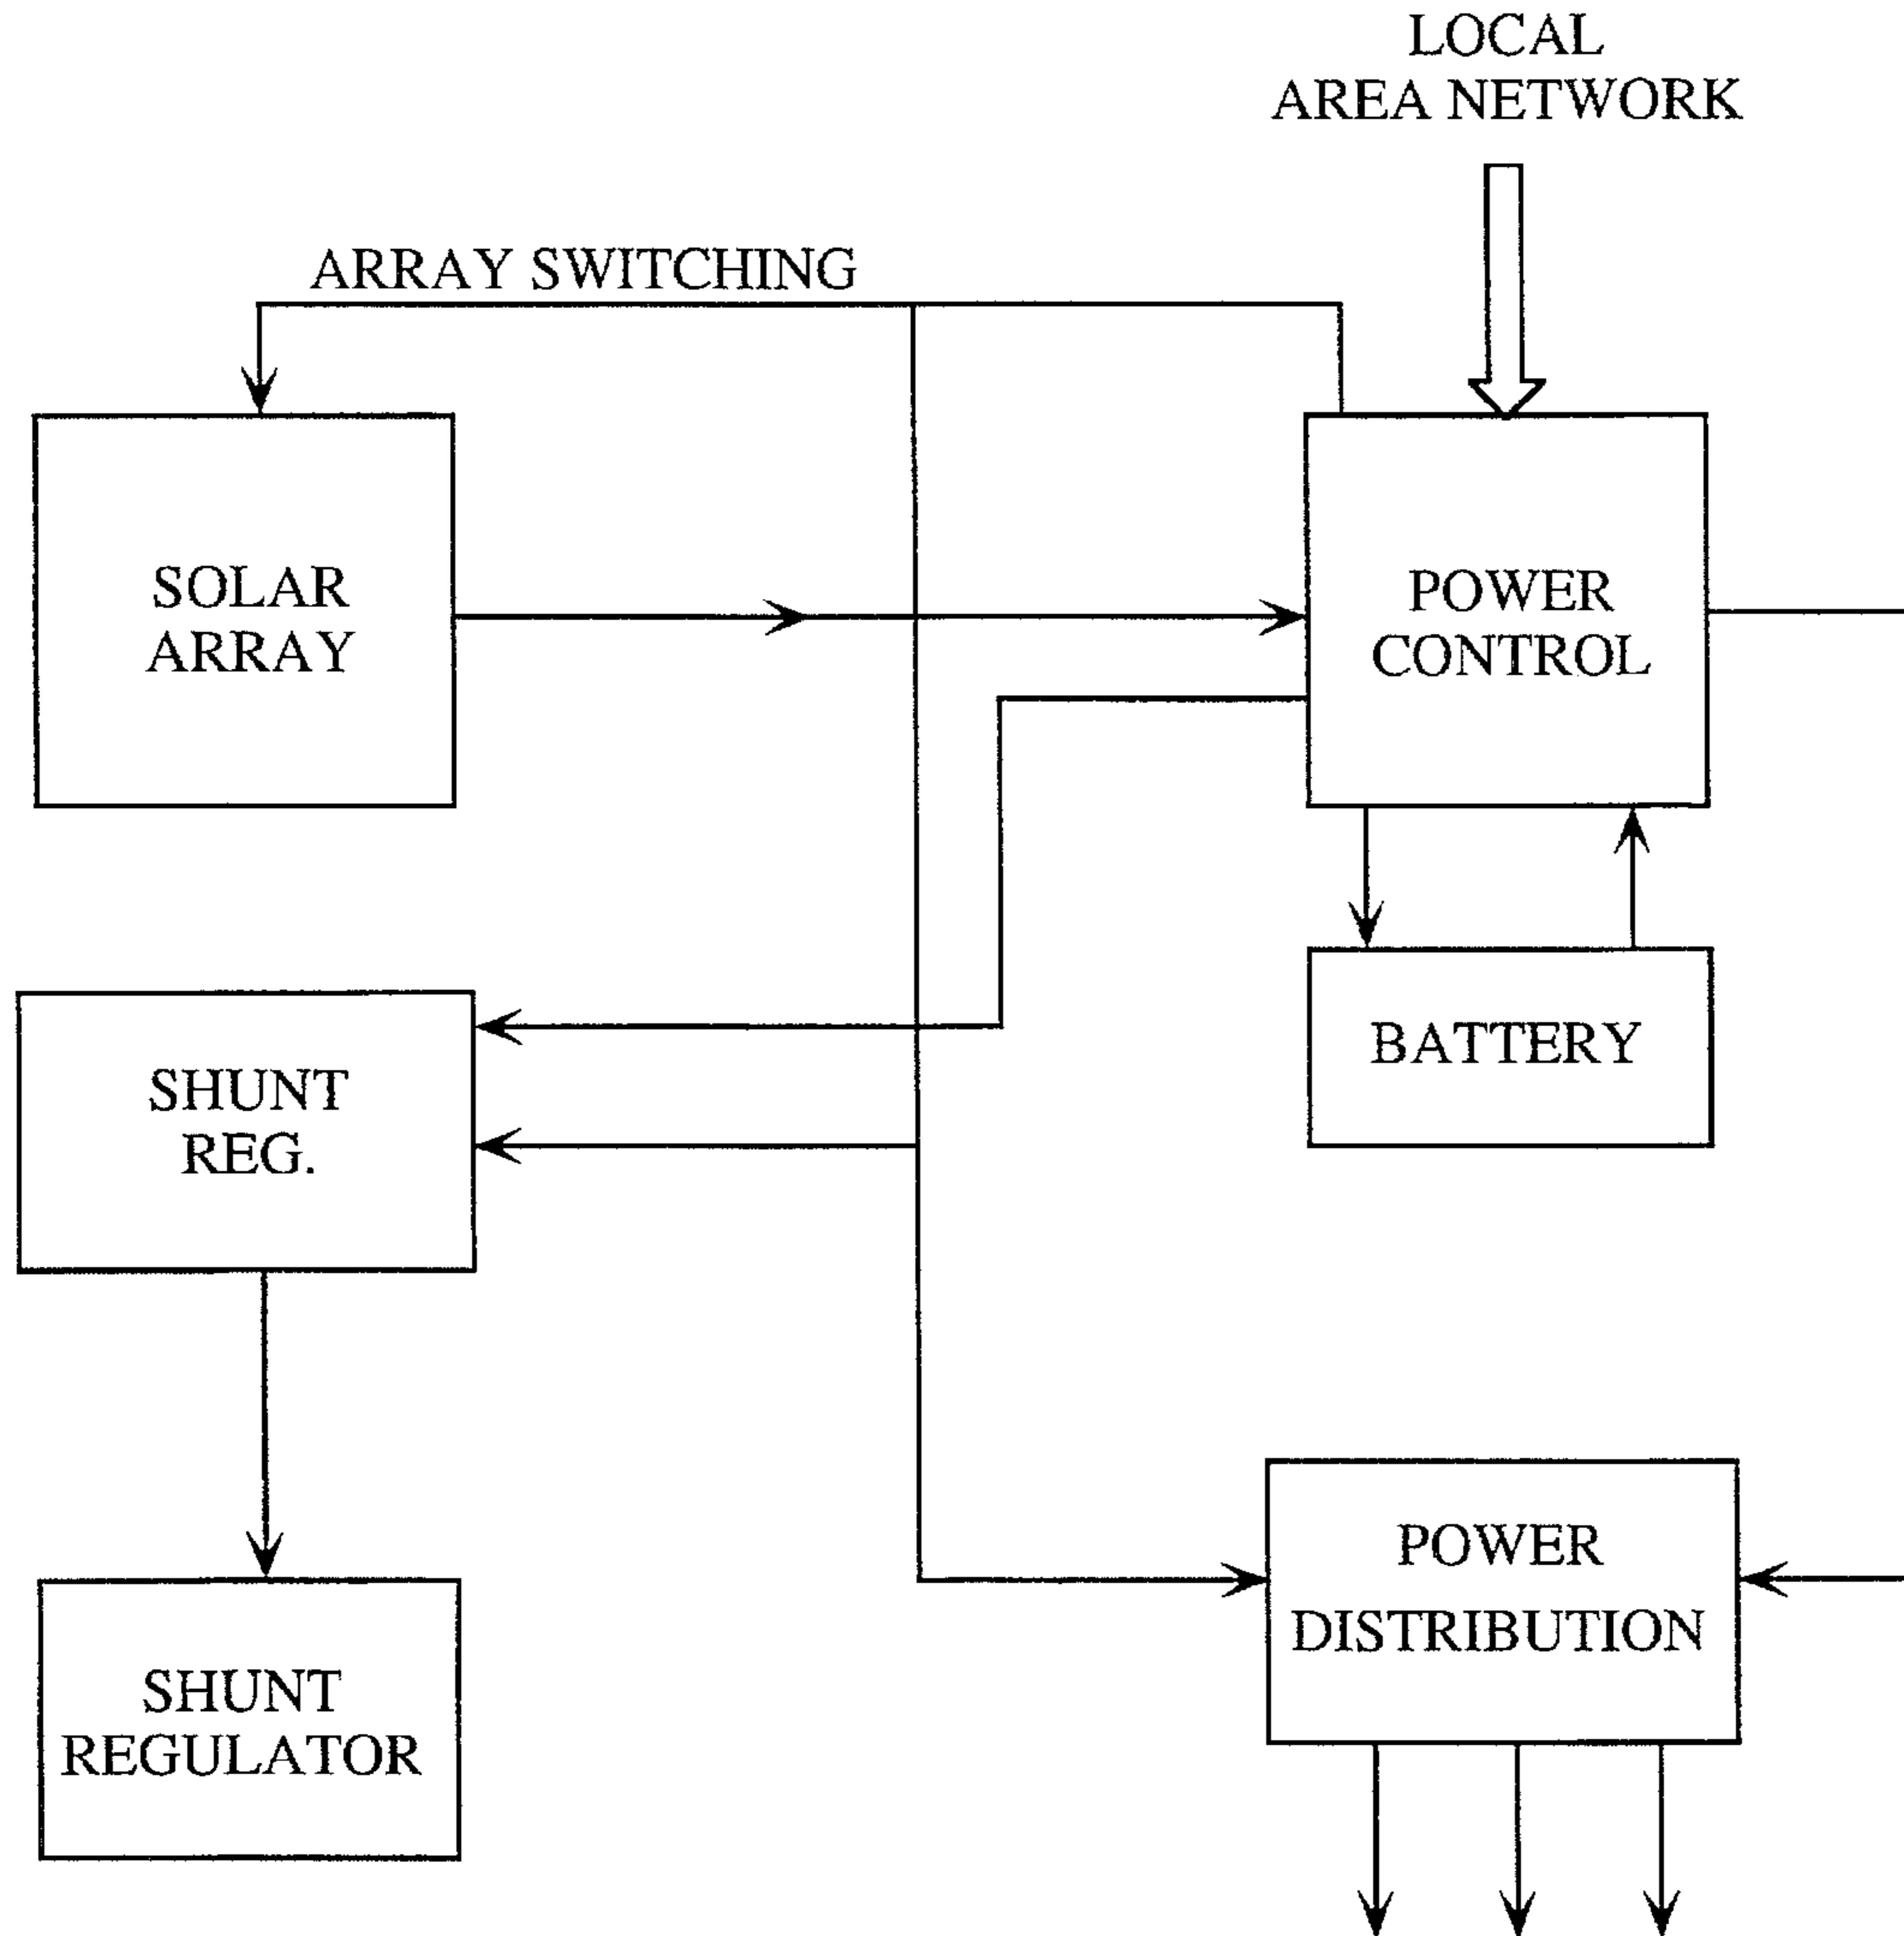 LOCAL
AREA NETWORK
ARRAY SWITCHING
SOLAR
ARRAY
POWER
CONTROL
BATTERY
SHUNT
REG.
POWER
DISTRIBUTION
SHUNT
REGULATOR